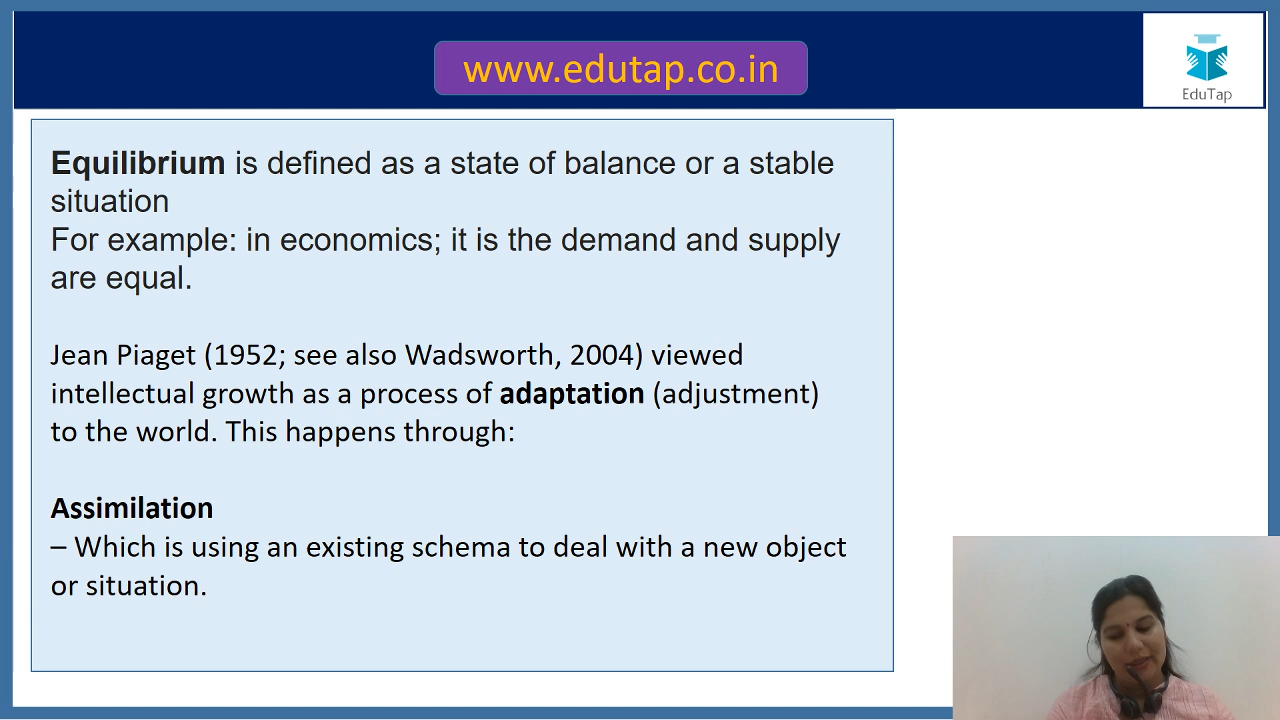 www.edutap.co.in
EduTap
Equilibrium is defined as a state of balance or a stable
situation
For example: in economics; it is the demand and supply
are equal.
Jean Piaget (1952; see also Wadsworth, 2004) viewed
intellectual growth as a process of adaptation (adjustment)
to the world. This happens through:
Assimilation
– Which is using an existing schema to deal with a new object
or situation.